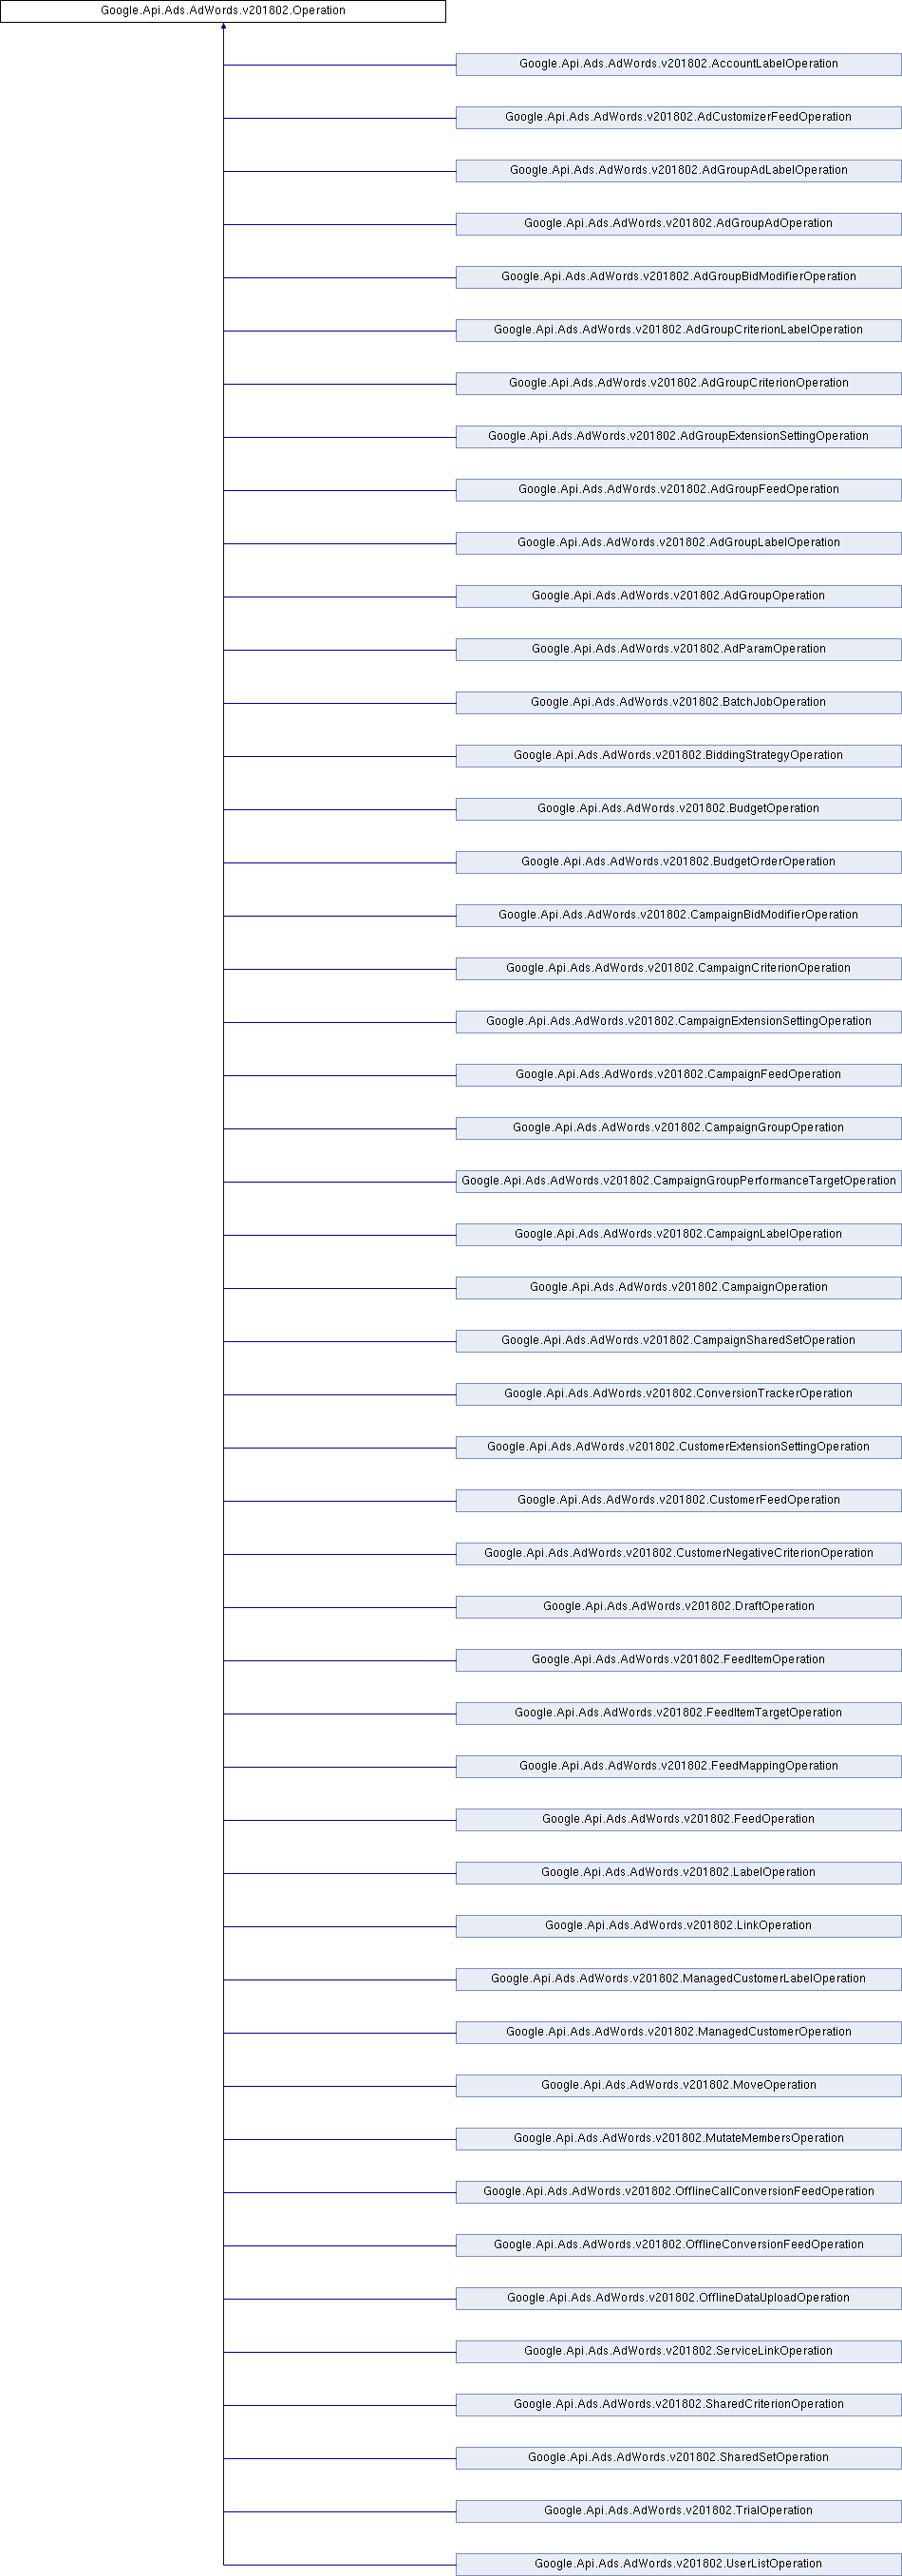 Google.Api.Ads.AdWords.v201802.Operation
Google.Api.Ads.AdWords.v201802.AccountLabelOperation
Google.Api.Ads.AdWords.v201802.AdCustomizerFeedOperation
Google.Api.Ads.AdWords.v201802.AdGroupAdLabelOperation
Google.Api.Ads.AdWords.v201802.AdGroupAdOperation
Google.Api.Ads.AdWords.v201802.AdGroupBidModifierOperation
Google.Api.Ads.AdWords.v201802.AdGroupCriterionLabelOperation
Google.Api.Ads.AdWords.v201802.AdGroupCriterionOperation
Google.Api.Ads.AdWords.v201802.AdGroupExtensionSettingOperation
Google.Api.Ads.AdWords.v201802.AdGroupFeedOperation
Google.Api.Ads.AdWords.v201802.AdGroupLabelOperation
Google.Api.Ads.AdWords.v201802.AdGroupOperation
Google.Api.Ads.AdWords.v201802.AdParamOperation
Google.Api.Ads.AdWords.v201802.BatchJobOperation
Google.Api.Ads.AdWords.v201802.BiddingStrategyOperation
Google.Api.Ads.AdWords.v201802.BudgetOperation
Google.Api.Ads.AdWords.v201802.BudgetOrderOperation
Google.Api.Ads.AdWords.v201802.CampaignBidModifierOperation
Google.Api.Ads.AdWords.v201802.CampaignCriterionOperation
Google.Api.Ads.AdWords.v201802.CampaignExtensionSettingOperation
Google.Api.Ads.AdWords.v201802.CampaignFeedOperation
Google.Api.Ads.AdWords.v201802.CampaignGroupOperation
Google.Api.Ads.AdWords.v201802.CampaignGroupPerformanceTargetOperation
Google.Api.Ads.AdWords.v201802.CampaignLabelOperation
Google.Api.Ads.AdWords.v201802.CampaignOperation
Google.Api.Ads.AdWords.v201802.CampaignSharedSetOperation
Google.Api.Ads.AdWords.v201802.ConversionTrackerOperation
Google.Api.Ads.AdWords.v201802.CustomerExtensionSettingOperation
Google.Api.Ads.AdWords.v201802.CustomerFeedOperation
Google.Api.Ads.AdWords.v201802.CustomerNegativeCriterionOperation
Google.Api.Ads.AdWords.v201802.DraftOperation
Google.Api.Ads.AdWords.v201802.FeedItemOperation
Google.Api.Ads.AdWords.v201802.FeedItemTargetOperation
Google.Api.Ads.AdWords.v201802.FeedMappingOperation
Google.Api.Ads.AdWords.v201802.FeedOperation
Google.Api.Ads.AdWords.v201802.LabelOperation
Google.Api.Ads.AdWords.v201802.LinkOperation
Google.Api.Ads.AdWords.v201802.ManagedCustomerLabelOperation
Google.Api.Ads.AdWords.v201802.ManagedCustomerOperation
Google.Api.Ads.AdWords.v201802.MoveOperation
Google.Api.Ads.AdWords.v201802.MutateMembersOperation
Google.Api.Ads.AdWords.v201802.OfflineCallConversionFeedOperation
Google.Api.Ads.AdWords.v201802.OfflineConversionFeedOperation
Google.Api.Ads.AdWords.v201802.OfflineDataUploadOperation
Google.Api.Ads.AdWords.v201802.ServiceLinkOperation
Google.Api.Ads.AdWords.v201802.SharedCriterionOperation
Google.Api.Ads.AdWords.v201802.SharedSetOperation
Google.Api.Ads.AdWords.v201802.TrialOperation
Google.Api.Ads.AdWords.v201802.UserListOperation